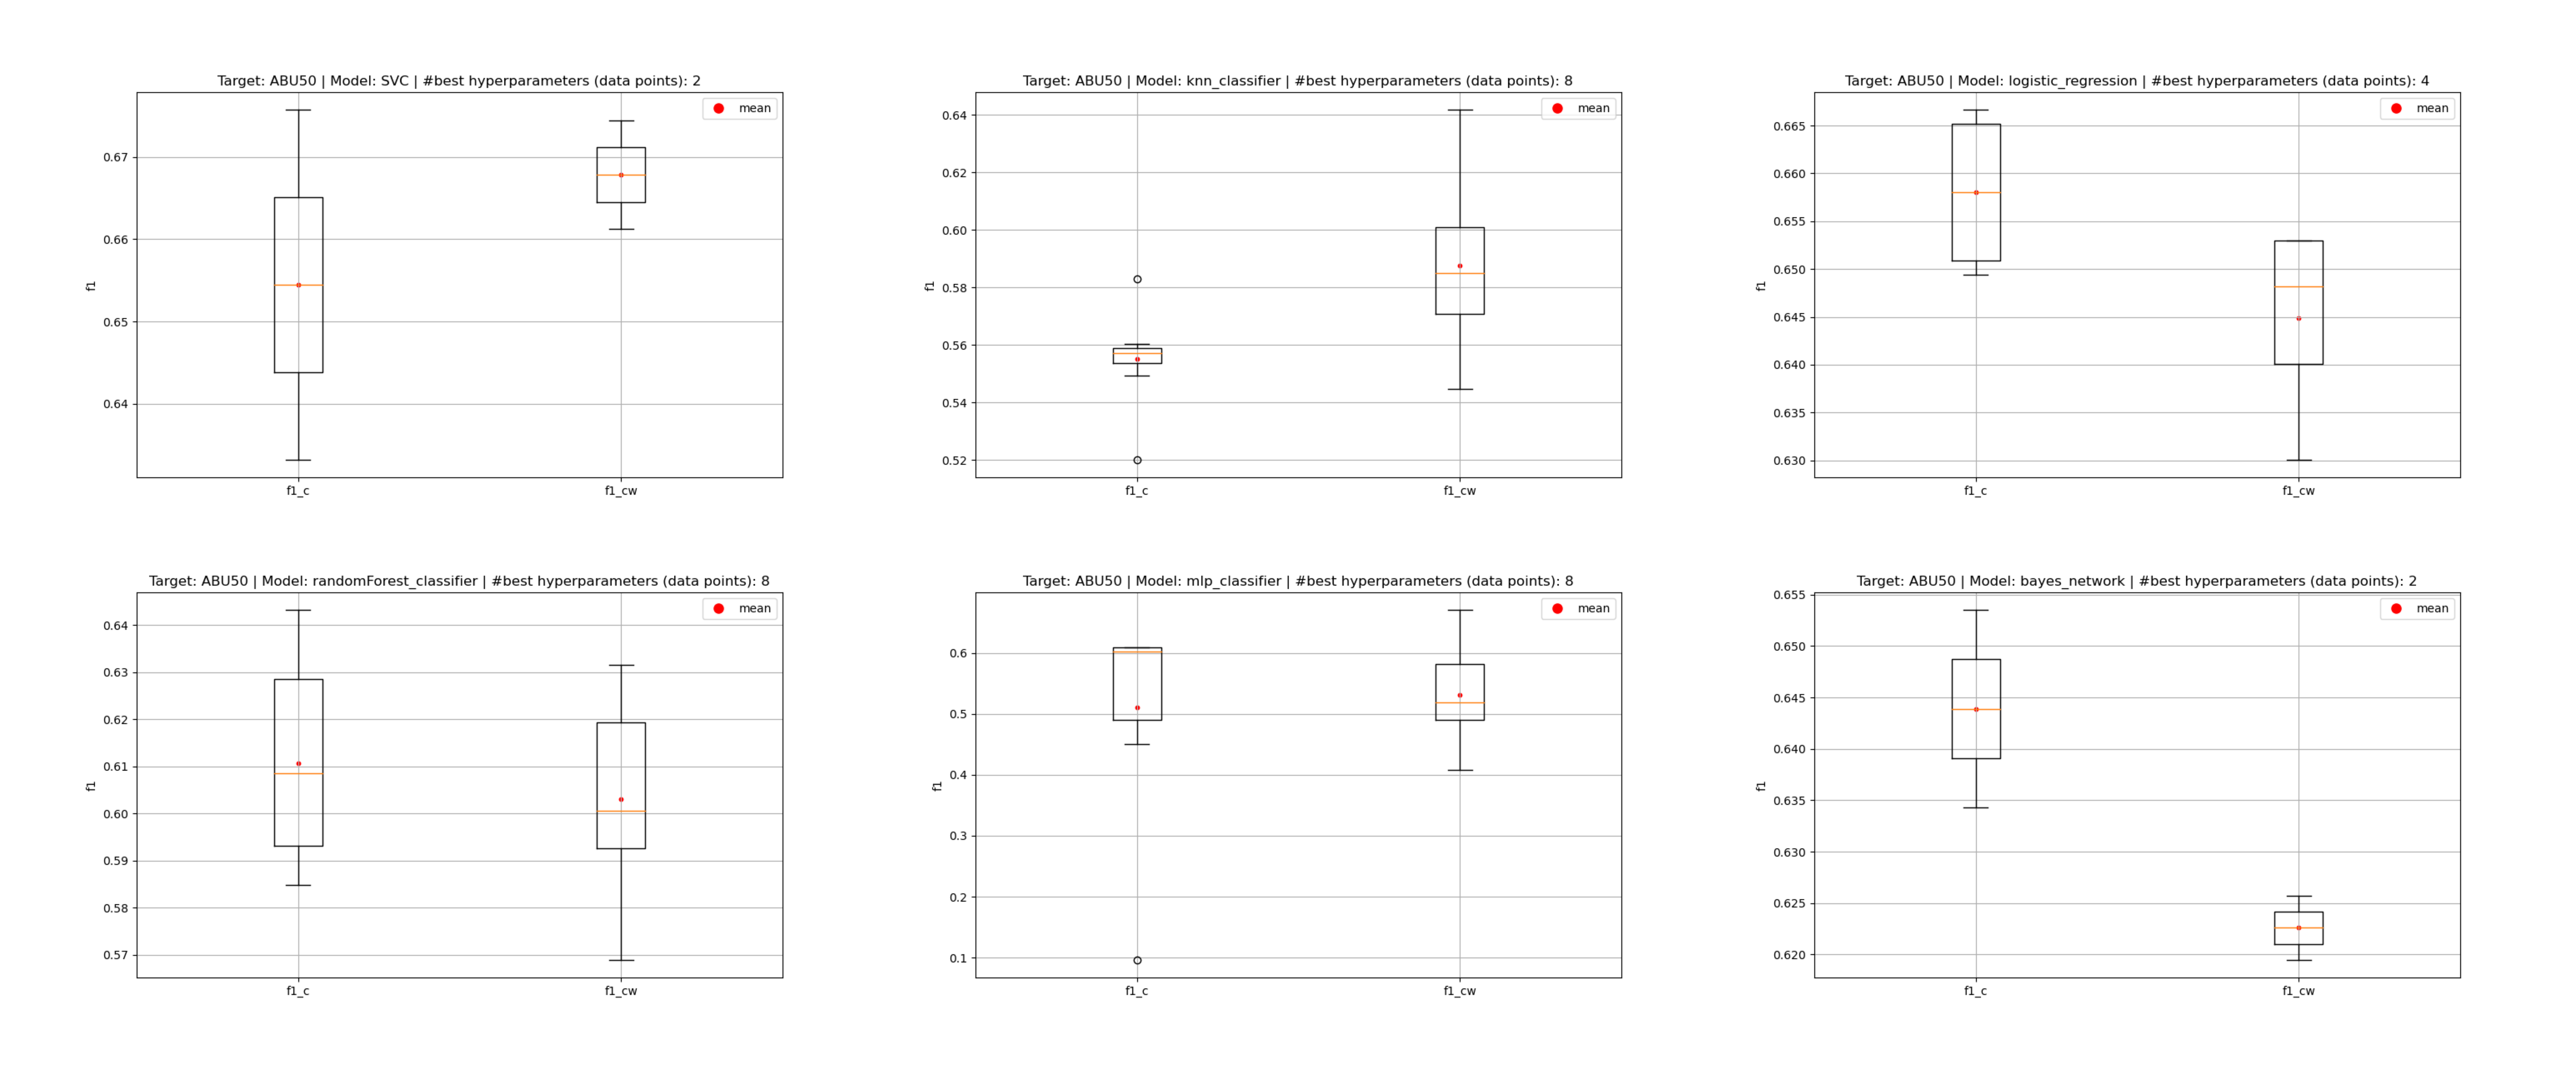 Target: ABU50 | Model: SVC | #best hyperparameters (data points): 2
mean
0.67
0.66
0.65
0.64
f1
f1_c
f1_cw
Target: ABU50 | Model: knn_classifier | #best hyperparameters (data points): 8
mean
0.64
0.62
0.60
0.58
0.56
0.54
0.52
f1
f1_c
f1_cw
Target: ABU50 | Model: logistic_regression | #best hyperparameters (data points): 4
mean
0.665
0.660
0.655
0.650
0.645
0.640
0.635
0.630
f1
f1_c
f1_cw
Target: ABU50 | Model: randomForest_classifier | #best hyperparameters (data points): 8
mean
0.64
0.63
0.62
0.61
0.60
0.59
0.58
0.57
f1
f1_c
f1_cw
Target: ABU50 | Model: mlp_classifier | #best hyperparameters (data points): 8
mean
0.6
0.5
0.4
0.3
0.2
0.1
f1
f1_c
f1_cw
Target: ABU50 | Model: bayes_network | #best hyperparameters (data points): 2
mean
0.655
0.650
0.645
0.640
0.635
0.630
0.625
0.620
f1
f1_c
f1_cw